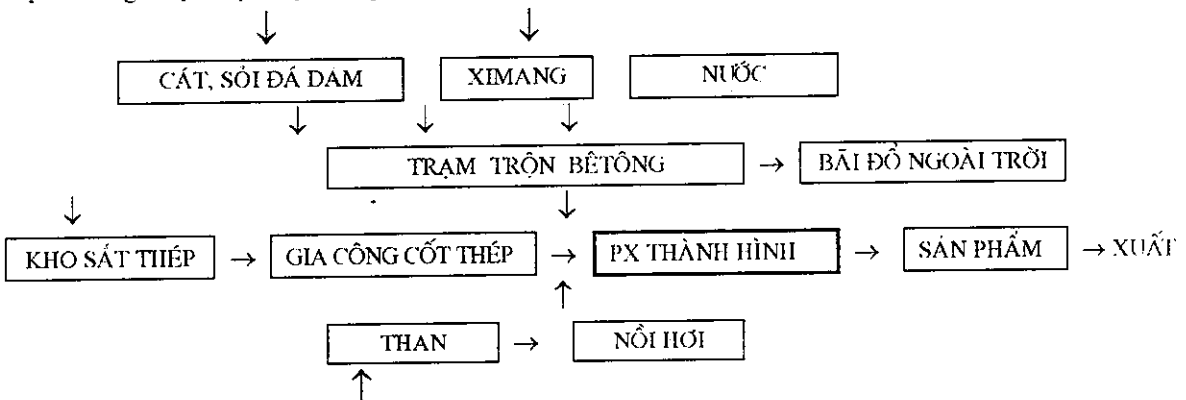 CÁT, SỎI ĐÁ DĂM XIMANG NƯỚC
TRẠM TRỘN BÊTÔNG → BÃI ĐỔ NGOÀI TRỜI
KHO SẮT THÉP → GIA CÔNG CỐT THÉP → PX THÀNH HÌNH → SẢN PHẨM → XUẤT
THAN → NỒI HƠI